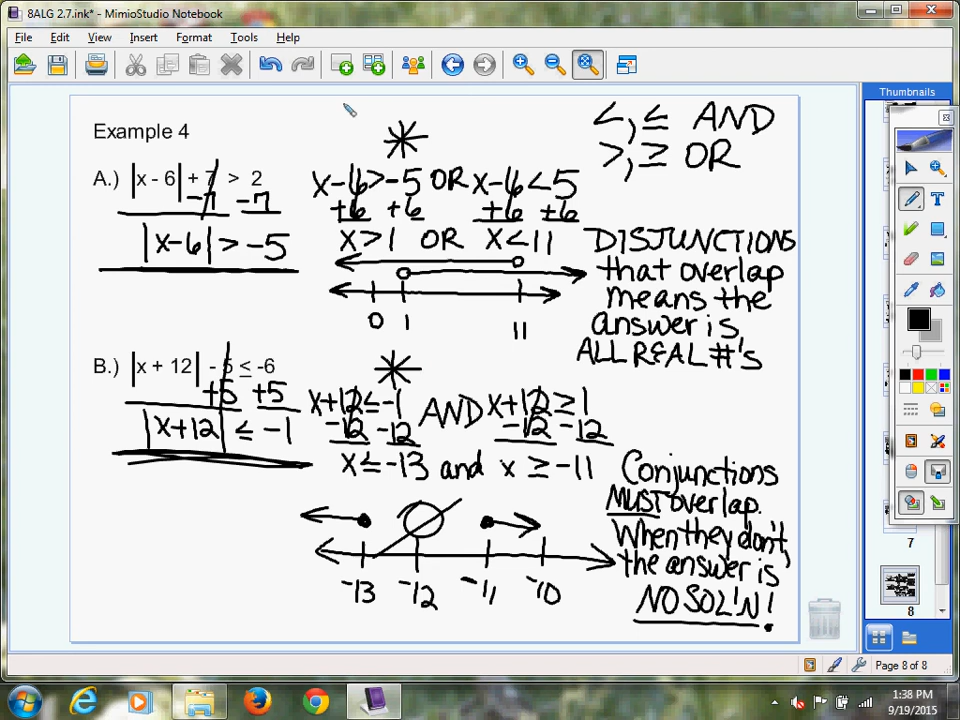 8ALG 2.7.ink* - MimioStudio Notebook
File Edit View Insert Format Tools Help
Thumbnails
Example 4
<, ≤ AND
>, ≥ OR
A.) |x - 6| + 7 > 2
-7 -7
|x-6| > -5
x-6>-5 OR x-6<5
+6 +6 +6 +6
x>1 OR x<11
0 1 11
DISJUNCTIONS
that overlap
means the
answer is
ALL REAL #'s
B.) |x + 12| - 5 ≤ -6
+5 +5
|x+12| ≤ -1
x+12≤-1 AND x+12≥1
-12 -12 -12 -12
x≤-13 and x ≥ -11
-13 -12 -11 -10
Conjunctions
MUST overlap.
When they don't,
the answer is
NO SOL'N!
7
8
Page 8 of 8
1:38 PM
9/19/2015